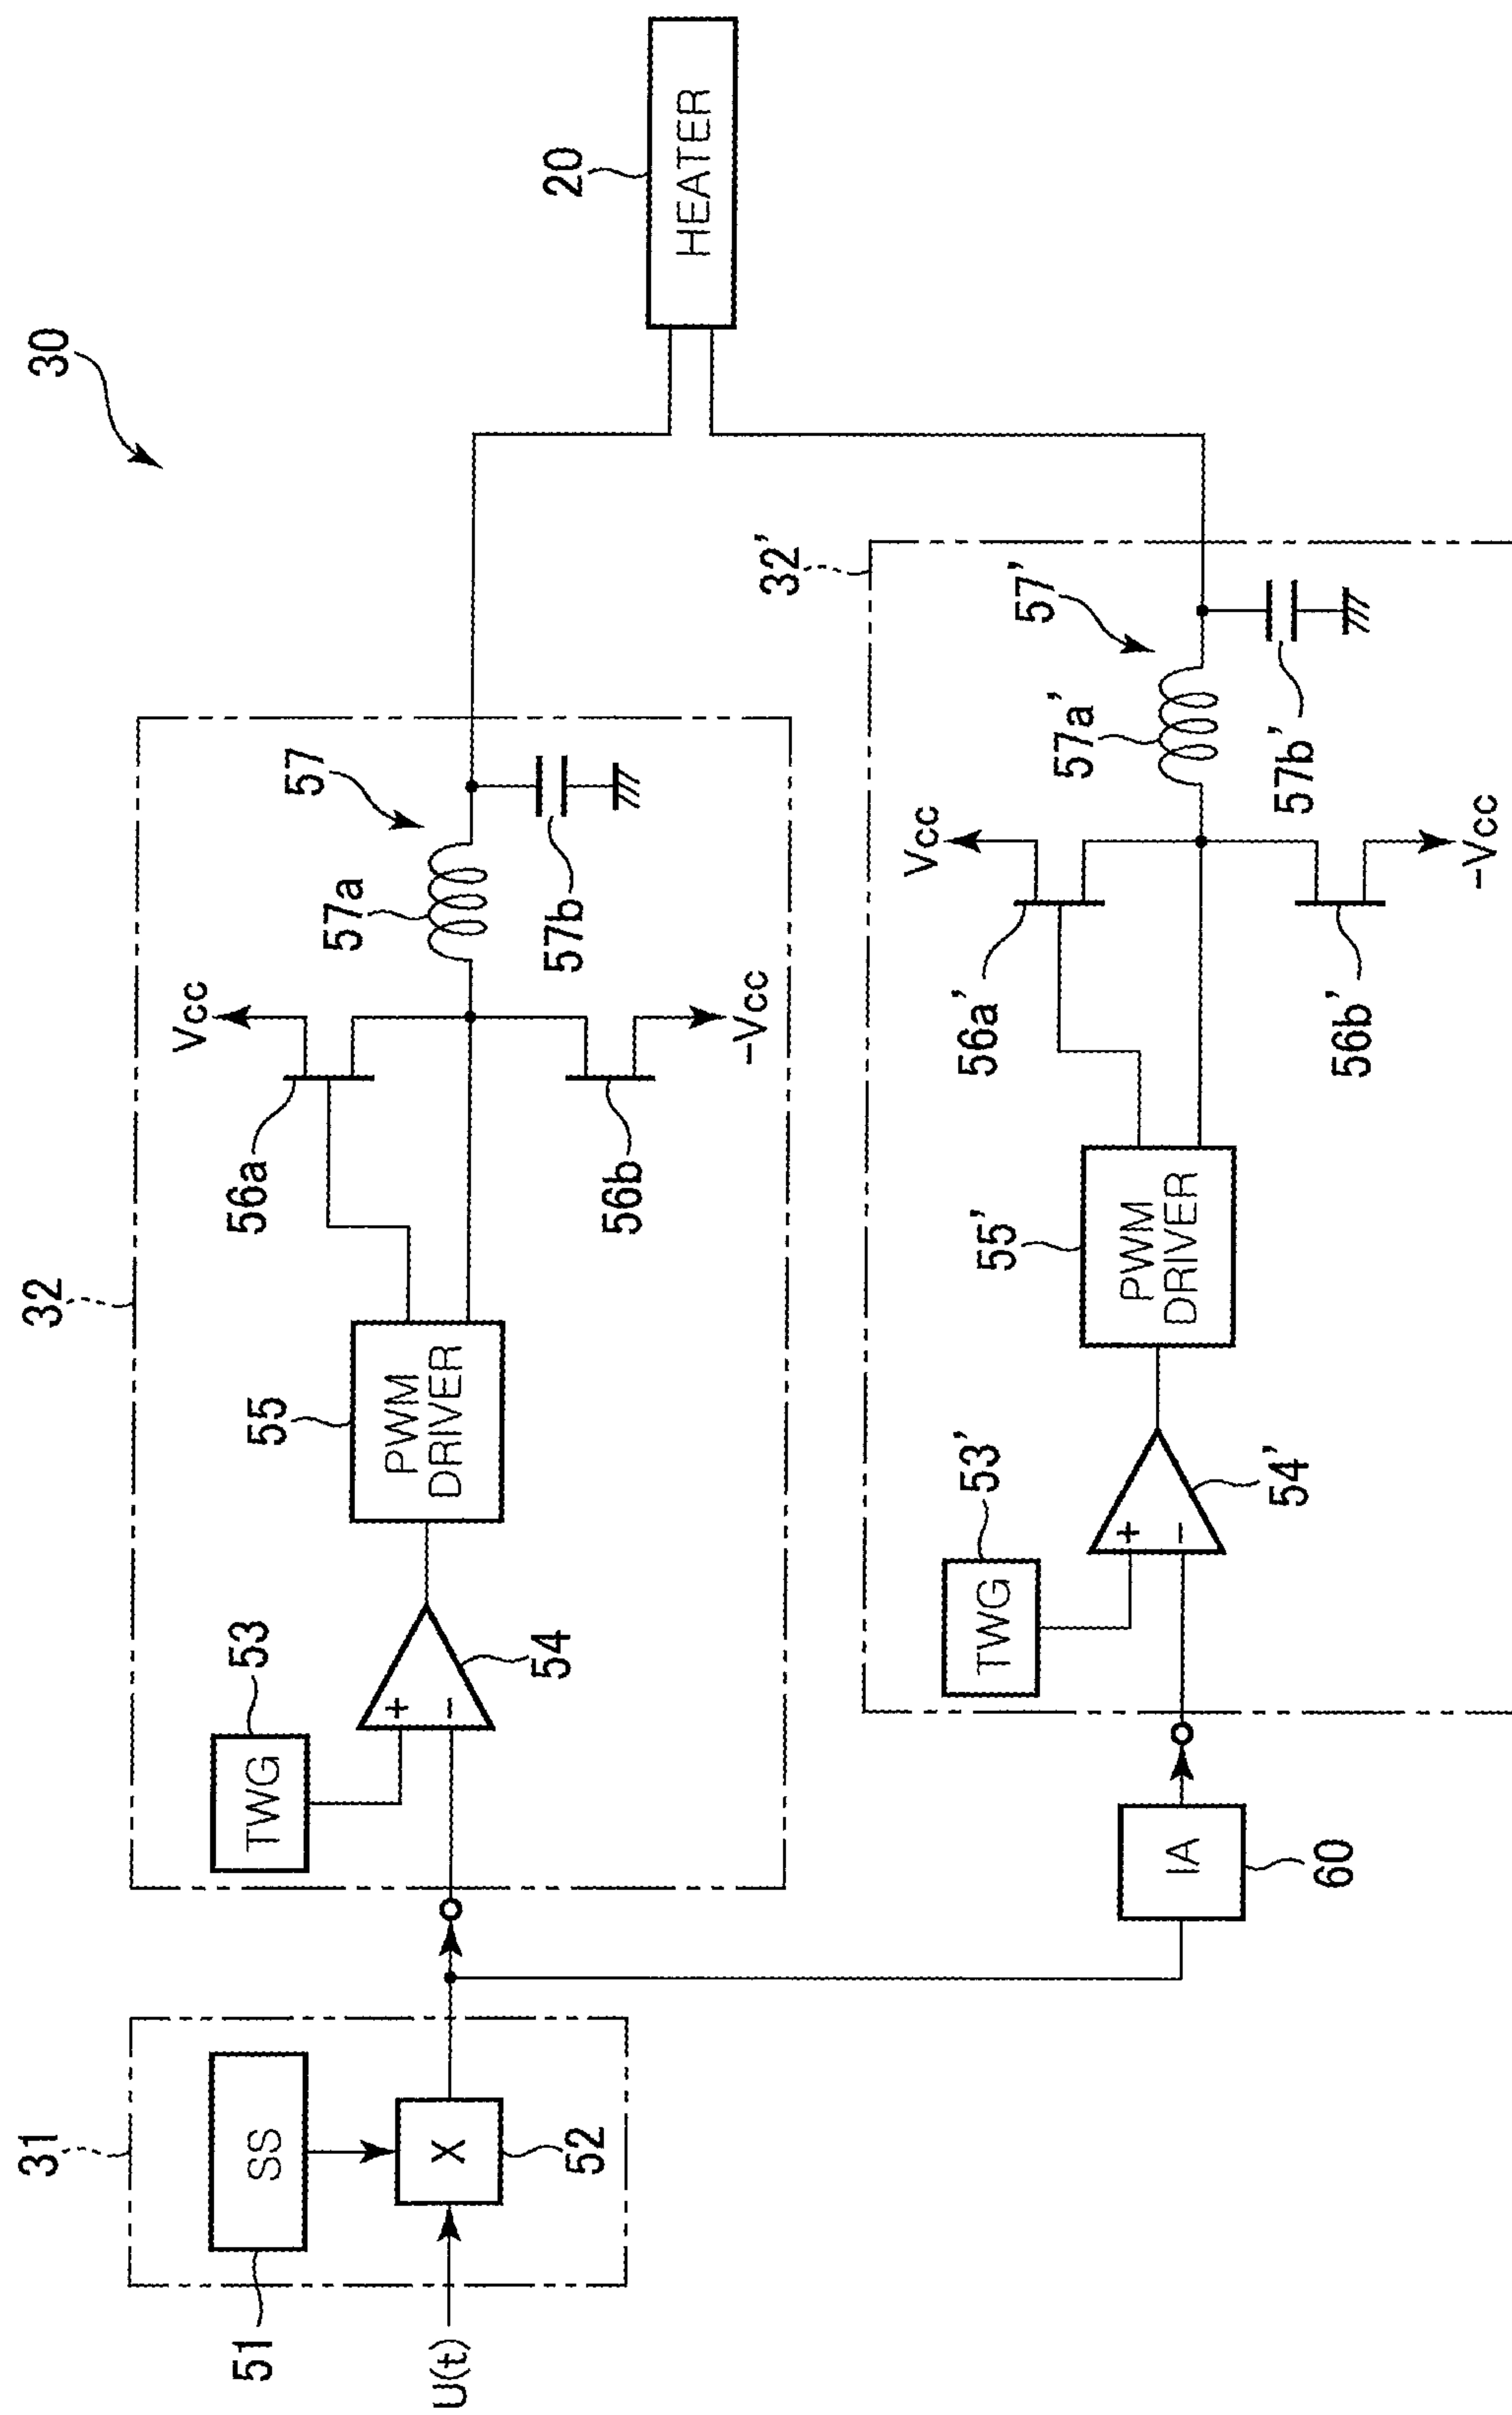 30
20
HEATER
32
56a
Vcc
57
57a
57b
-Vcc
56b
55
PWM
DRIVER
53
TWG
+
-
54
31
51
SS
X
52
U(t)
60
IA
32'
53'
TWG
+
-
54'
55'
PWM
DRIVER
56a'
Vcc
57'
57a'
57b'
-Vcc
56b'